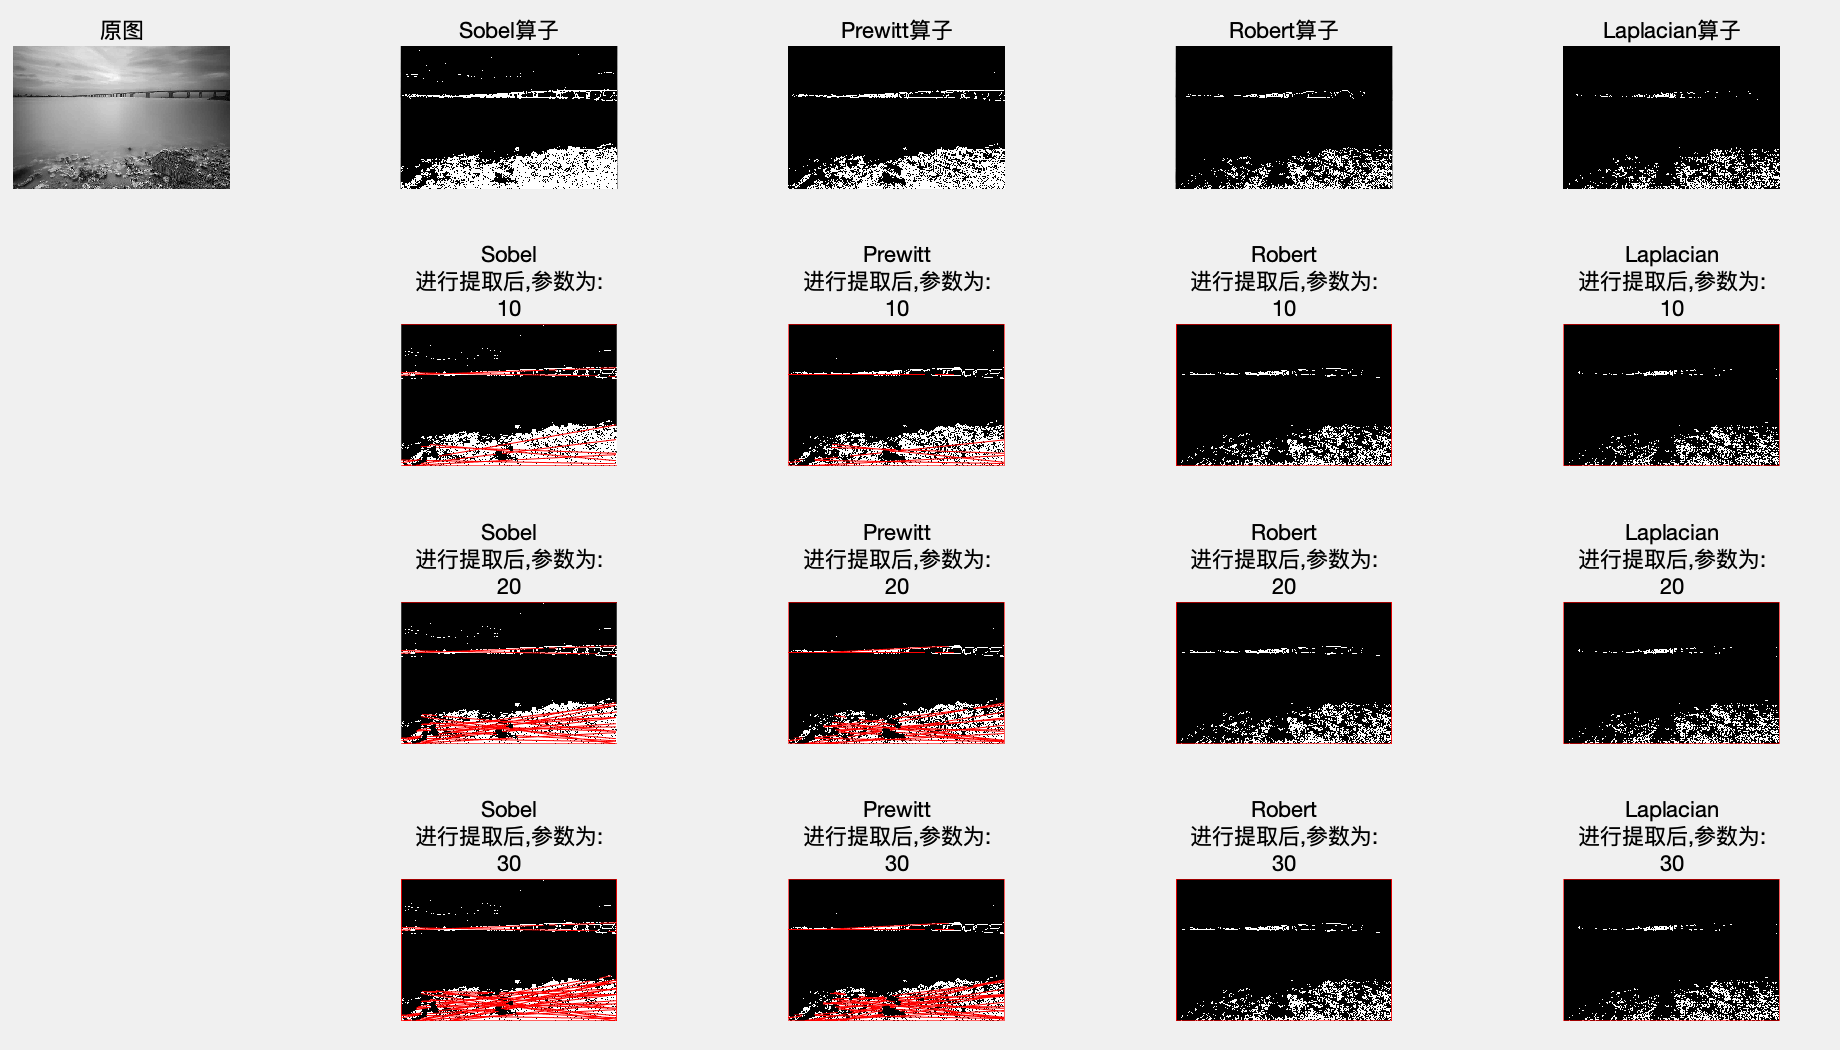 原图
Sobel算子
Prewitt算子
Robert算子
Laplacian算子
Sobel
进行提取后,参数为:
10
Prewitt
进行提取后,参数为:
10
Robert
进行提取后,参数为:
10
Laplacian
进行提取后,参数为:
10
Sobel
进行提取后,参数为:
20
Prewitt
进行提取后,参数为:
20
Robert
进行提取后,参数为:
20
Laplacian
进行提取后,参数为:
20
Sobel
进行提取后,参数为:
30
Prewitt
进行提取后,参数为:
30
Robert
进行提取后,参数为:
30
Laplacian
进行提取后,参数为:
30